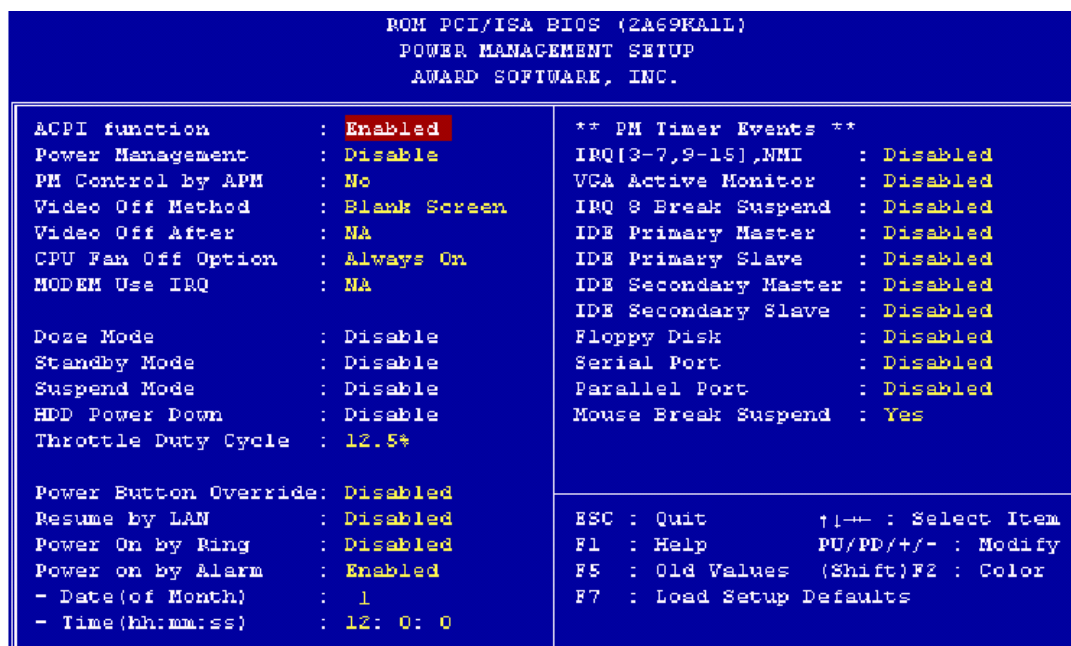 ROM PCI/ISA BIOS (2A69KA1L)
POWER MANAGEMENT SETUP
AWARD SOFTWARE, INC.
ACPI function : Enabled
Power Management : Disable
PM Control by APM : No
Video Off Method : Blank Screen
Video Off After : NA
CPU Fan Off Option : Always On
MODEM Use IRQ : NA
Doze Mode : Disable
Standby Mode : Disable
Suspend Mode : Disable
HDD Power Down : Disable
Throttle Duty Cycle : 12.5%
Power Button Override: Disabled
Resume by LAN : Disabled
Power On by Ring : Disabled
Power on by Alarm : Enabled
- Date(of Month) : 1
- Time(hh:mm:ss) : 12: 0: 0
** PM Timer Events **
IRQ[3-7,9-15],NMI : Disabled
VGA Active Monitor : Disabled
IRQ 8 Break Suspend : Disabled
IDE Primary Master : Disabled
IDE Primary Slave : Disabled
IDE Secondary Master : Disabled
IDE Secondary Slave : Disabled
Floppy Disk : Disabled
Serial Port : Disabled
Parallel Port : Disabled
Mouse Break Suspend : Yes
ESC : Quit ↑↓→← : Select Item
F1 : Help PU/PD/+/- : Modify
F5 : Old Values (Shift)F2 : Color
F7 : Load Setup Defaults